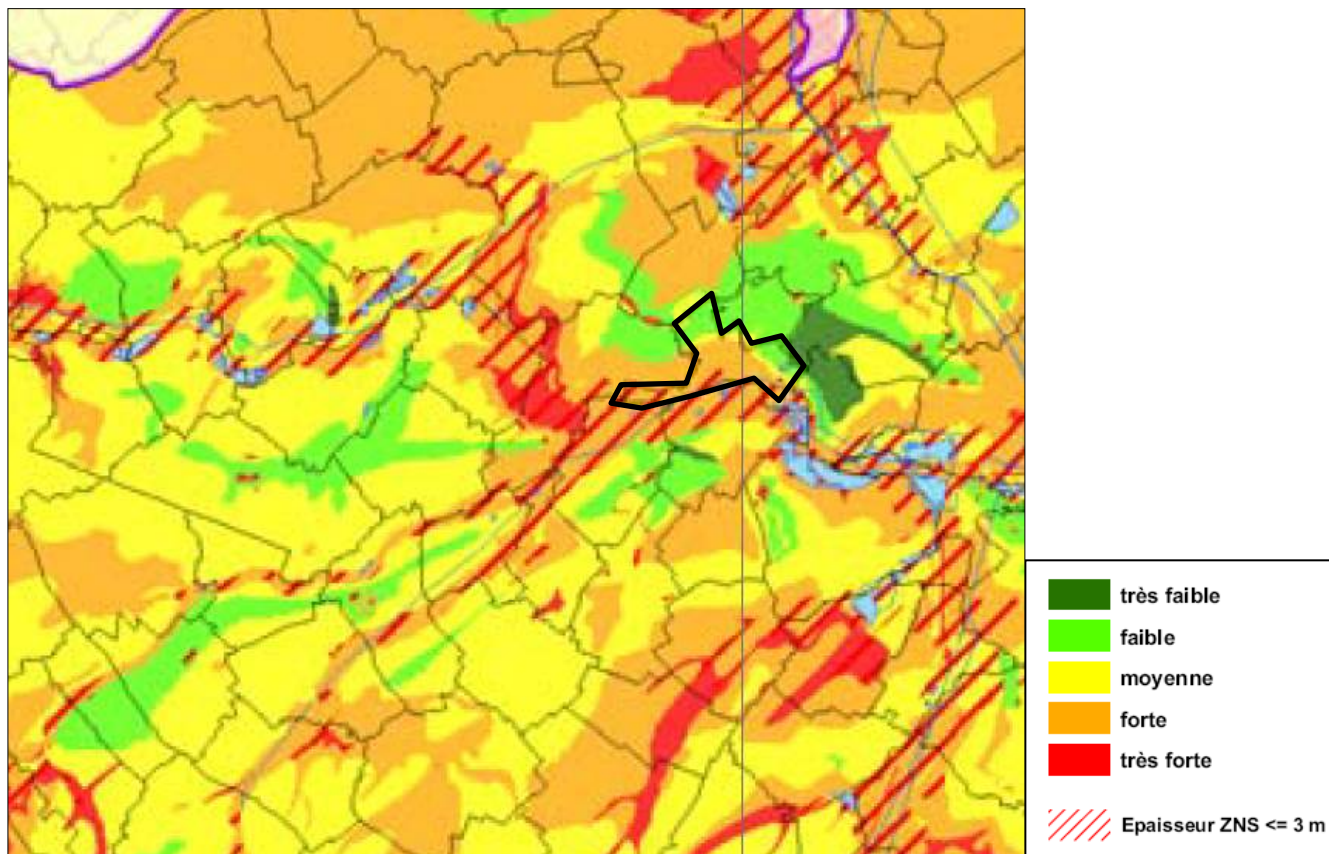 très faible
faible
moyenne
forte
très forte
Epaisseur ZNS <= 3 m